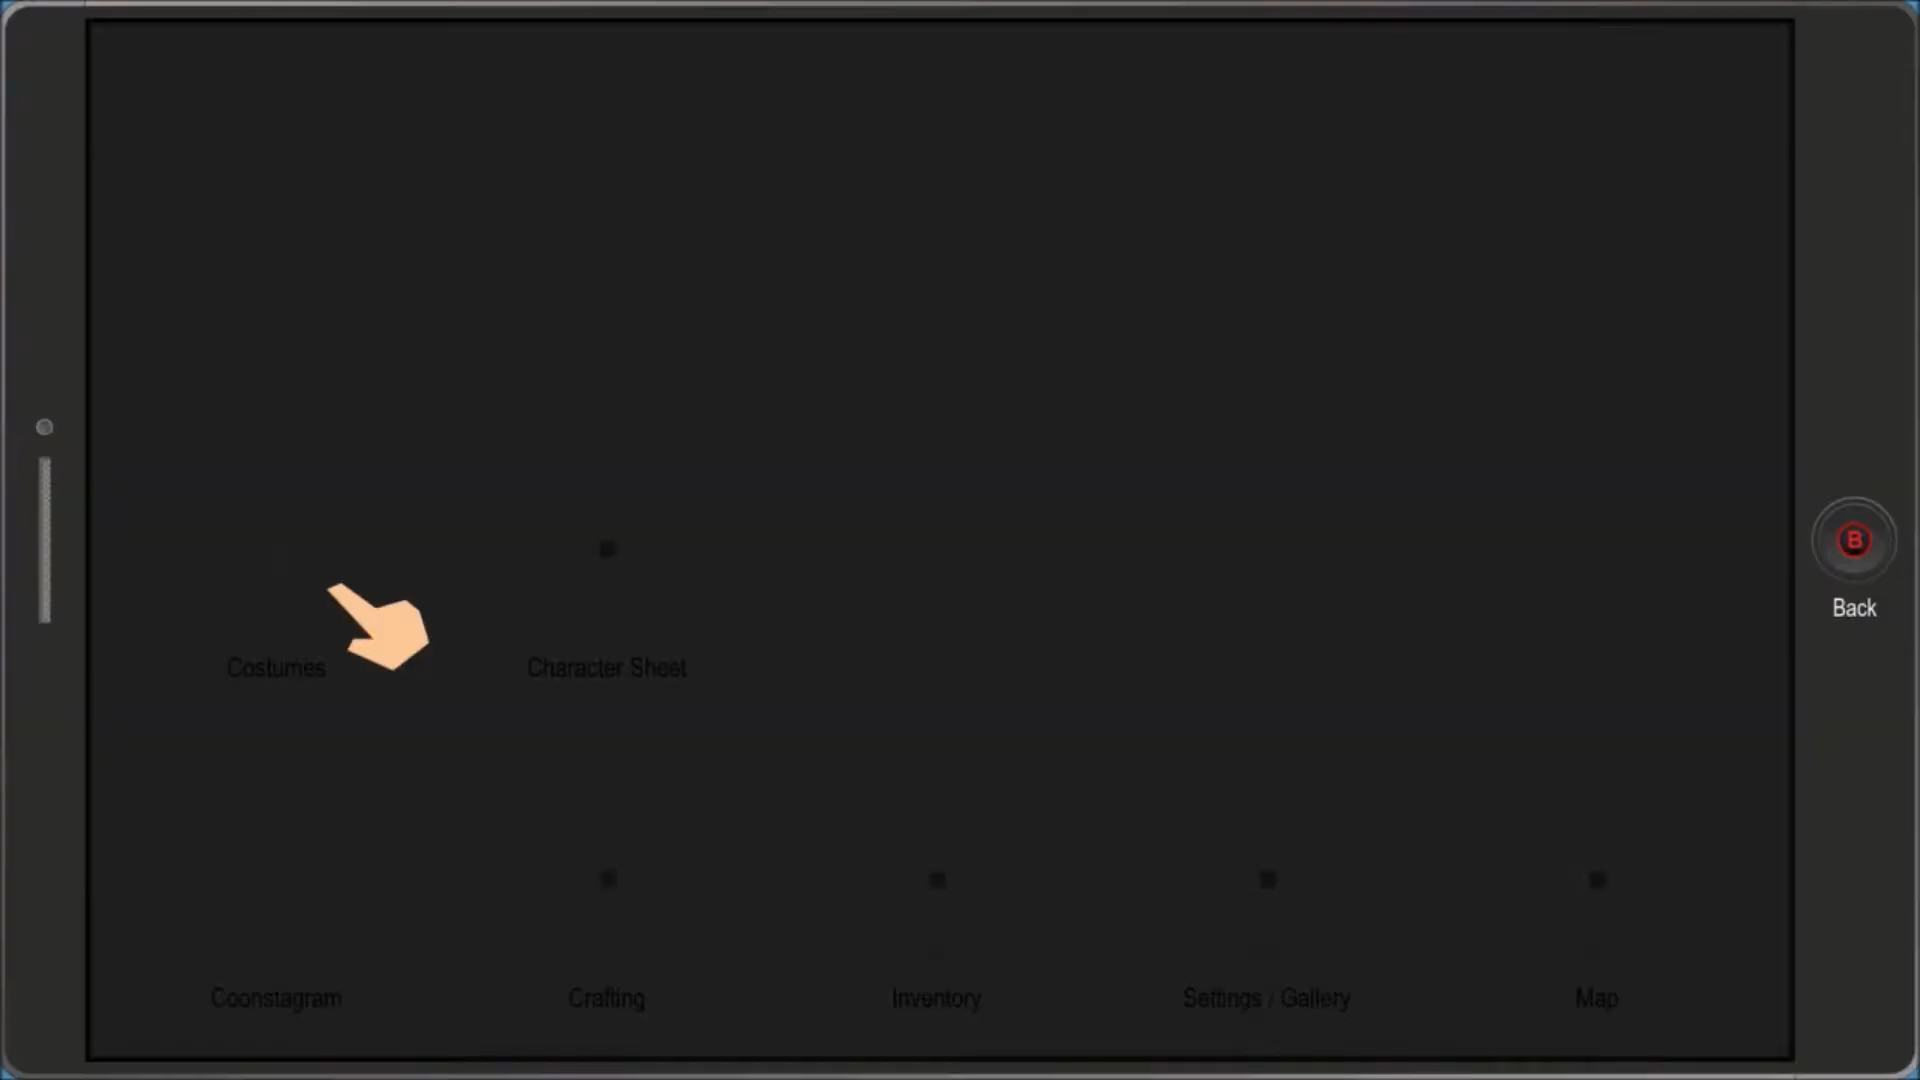 B
Back
Costumes
Character Sheet
Coonstagram
Crafting
Inventory
Settings / Gallery
Map